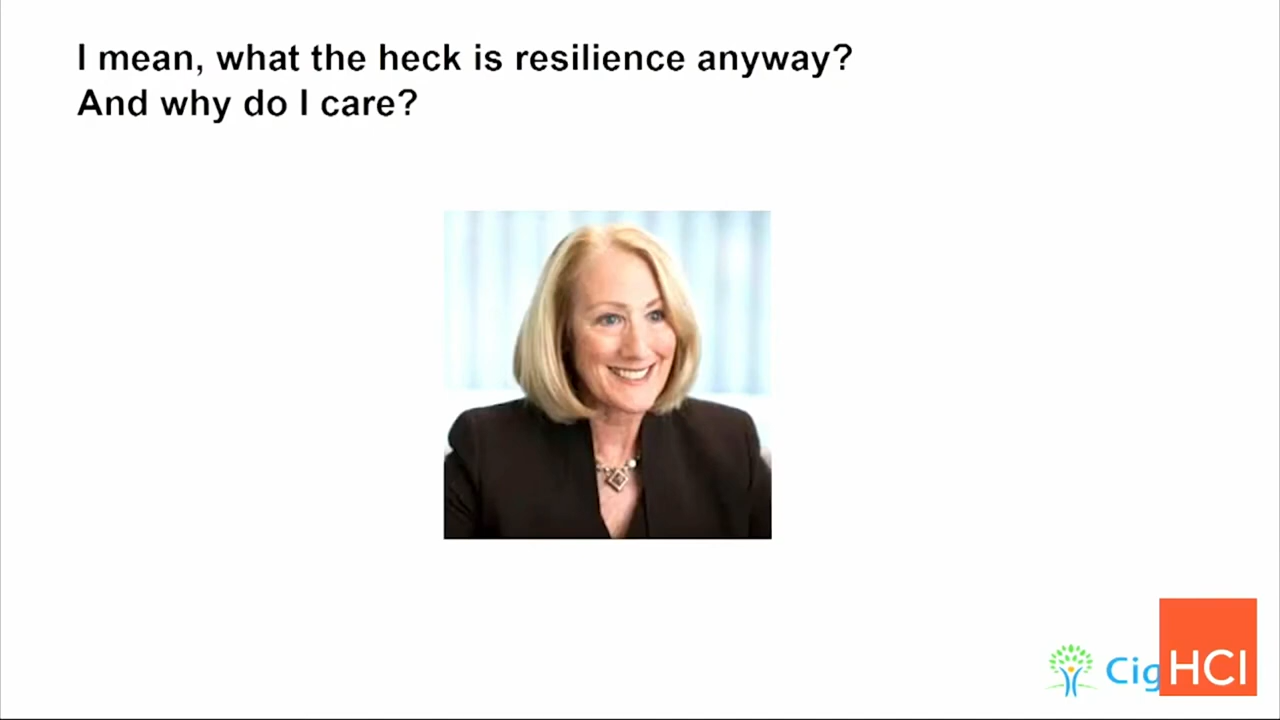 I mean, what the heck is resilience anyway?
And why do I care?
Cig
HCI